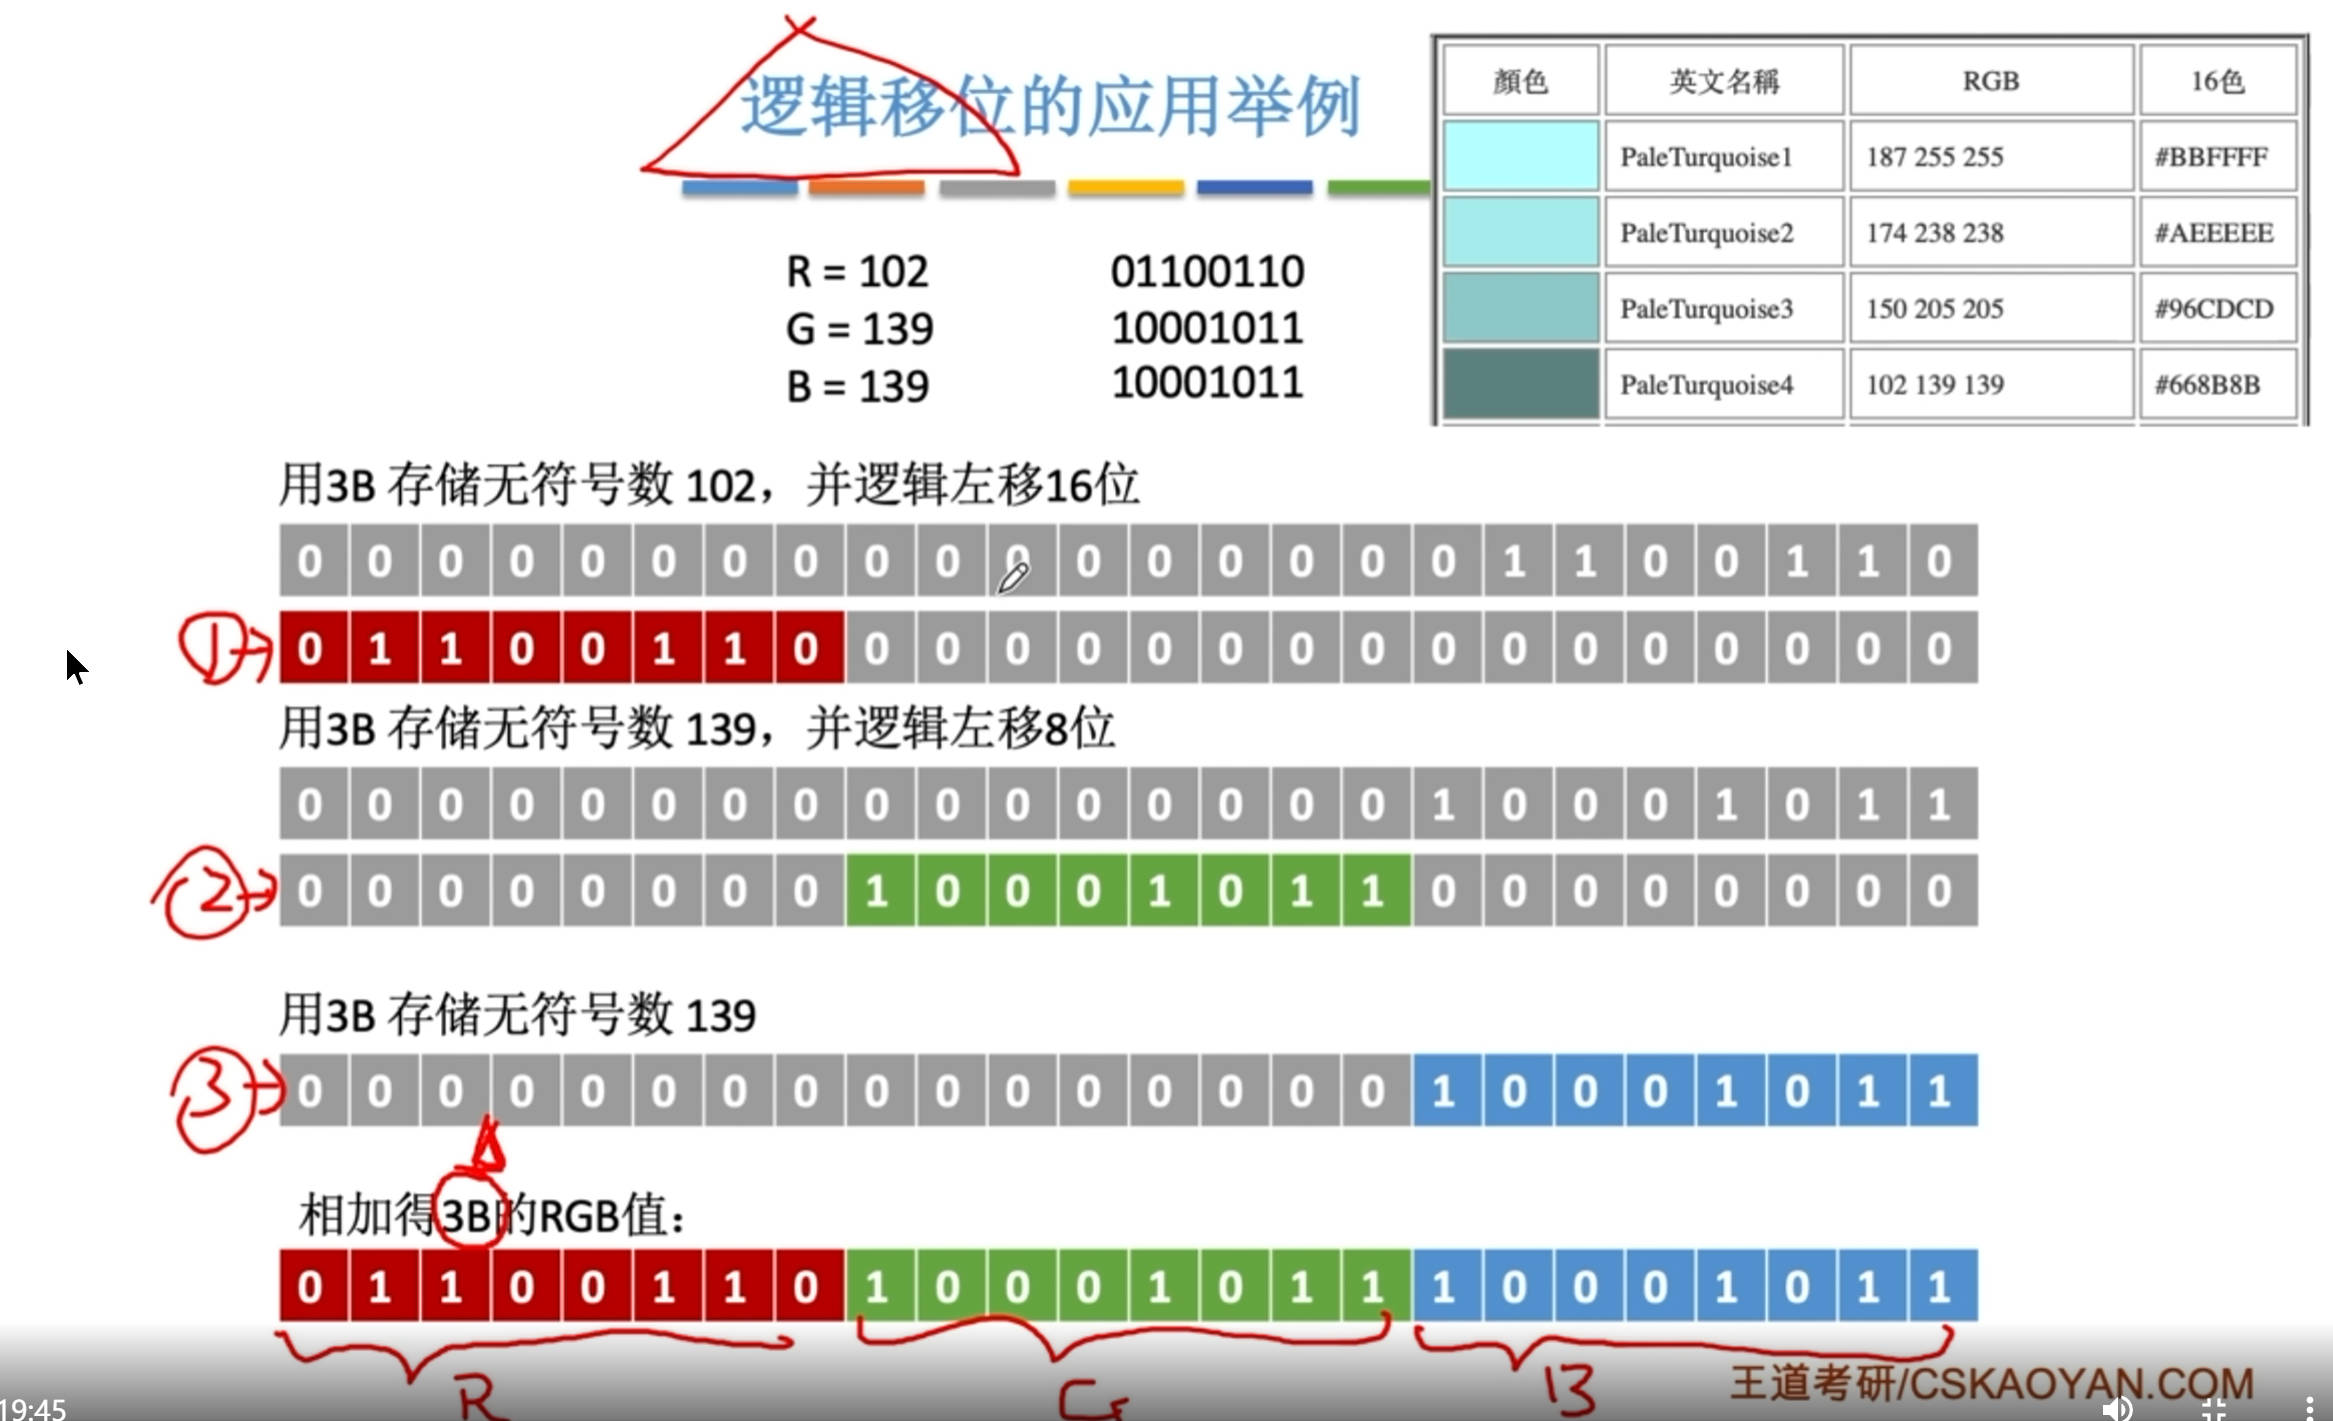 逻辑移位的应用举例
顏色 英文名稱 RGB 16色
PaleTurquoise1 187 255 255 #BBFFFF
PaleTurquoise2 174 238 238 #AEEEEE
PaleTurquoise3 150 205 205 #96CDCD
PaleTurquoise4 102 139 139 #668B8B
R = 102 01100110
G = 139 10001011
B = 139 10001011
用3B 存储无符号数 102，并逻辑左移16位
0 0 0 0 0 0 0 0 0 0 0 0 0 0 0 0 0 1 1 0 0 1 1 0
① 0 1 1 0 0 1 1 0 0 0 0 0 0 0 0 0 0 0 0 0 0 0 0 0
用3B 存储无符号数 139，并逻辑左移8位
0 0 0 0 0 0 0 0 0 0 0 0 0 0 0 0 1 0 0 0 1 0 1 1
② 0 0 0 0 0 0 0 0 1 0 0 0 1 0 1 1 0 0 0 0 0 0 0 0
用3B 存储无符号数 139
③ 0 0 0 0 0 0 0 0 0 0 0 0 0 0 0 0 1 0 0 0 1 0 1 1
相加得3B的RGB值：
0 1 1 0 0 1 1 0 1 0 0 0 1 0 1 1 1 0 0 0 1 0 1 1
R G B
王道考研/CSKAOYAN.COM
19:45